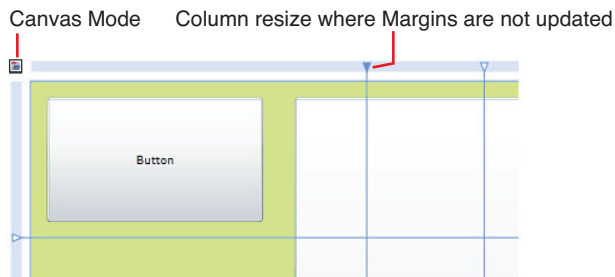 Canvas Mode
Column resize where Margins are not updated
Button